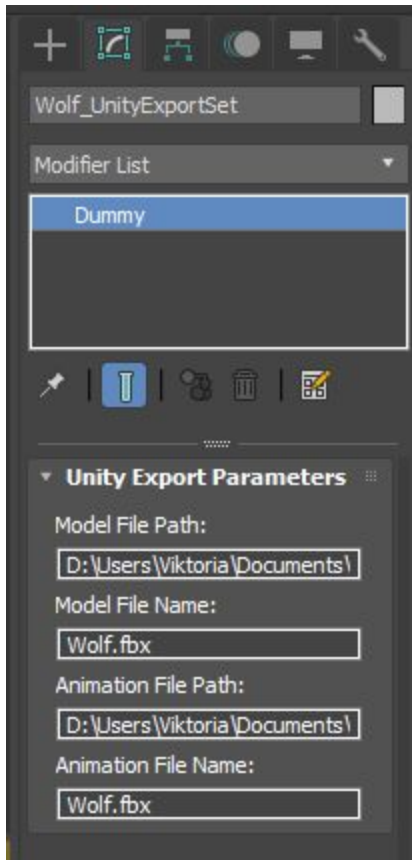 Wolf_UnityExportSet
Modifier List
Dummy
Unity Export Parameters
Model File Path:
D:\Users\Viktoria\Documents\
Model File Name:
Wolf.fbx
Animation File Path:
D:\Users\Viktoria\Documents\
Animation File Name:
Wolf.fbx